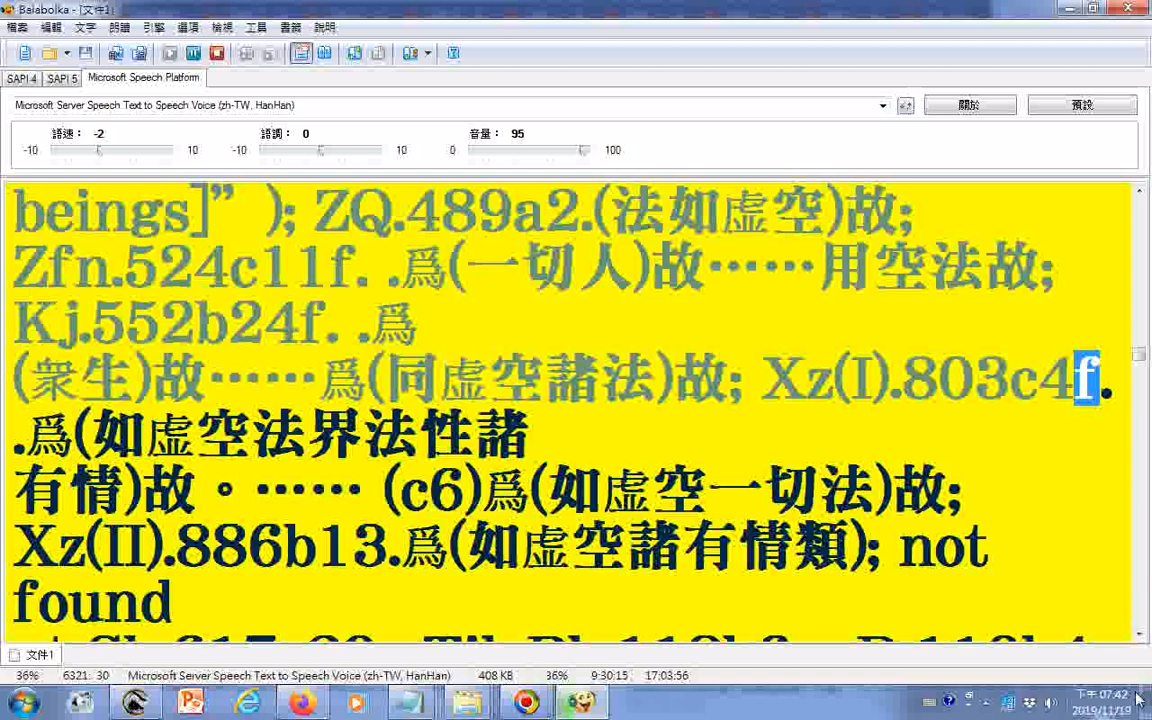 Balabolka - [文件1]
檔案 編輯 文字 朗讀 引擎 選項 檢視 工具 書籤 說明
SAPI 4 SAPI 5 Microsoft Speech Platform
Microsoft Server Speech Text to Speech Voice (zh-TW, HanHan)
關於 預設
語速： -2 語調： 0 音量： 95
-10 10 -10 10 0 100
beings]” ); ZQ.489a2.(法如虛空)故;
Zfn.524c11f. .爲(一切人)故⋯⋯用空法故;
Kj.552b24f. .爲
(衆生)故⋯⋯爲(同虛空諸法)故; Xz(I).803c4f.
.爲(如虛空法界法性諸
有情)故。⋯⋯ (c6)爲(如虛空一切法)故;
Xz(II).886b13.爲(如虛空諸有情類); not
found
文件1
36% 6321: 30 Microsoft Server Speech Text to Speech Voice (zh-TW, HanHan) 408 KB 36% 9:30:15 17:03:56
下午 07:42
2019/11/19